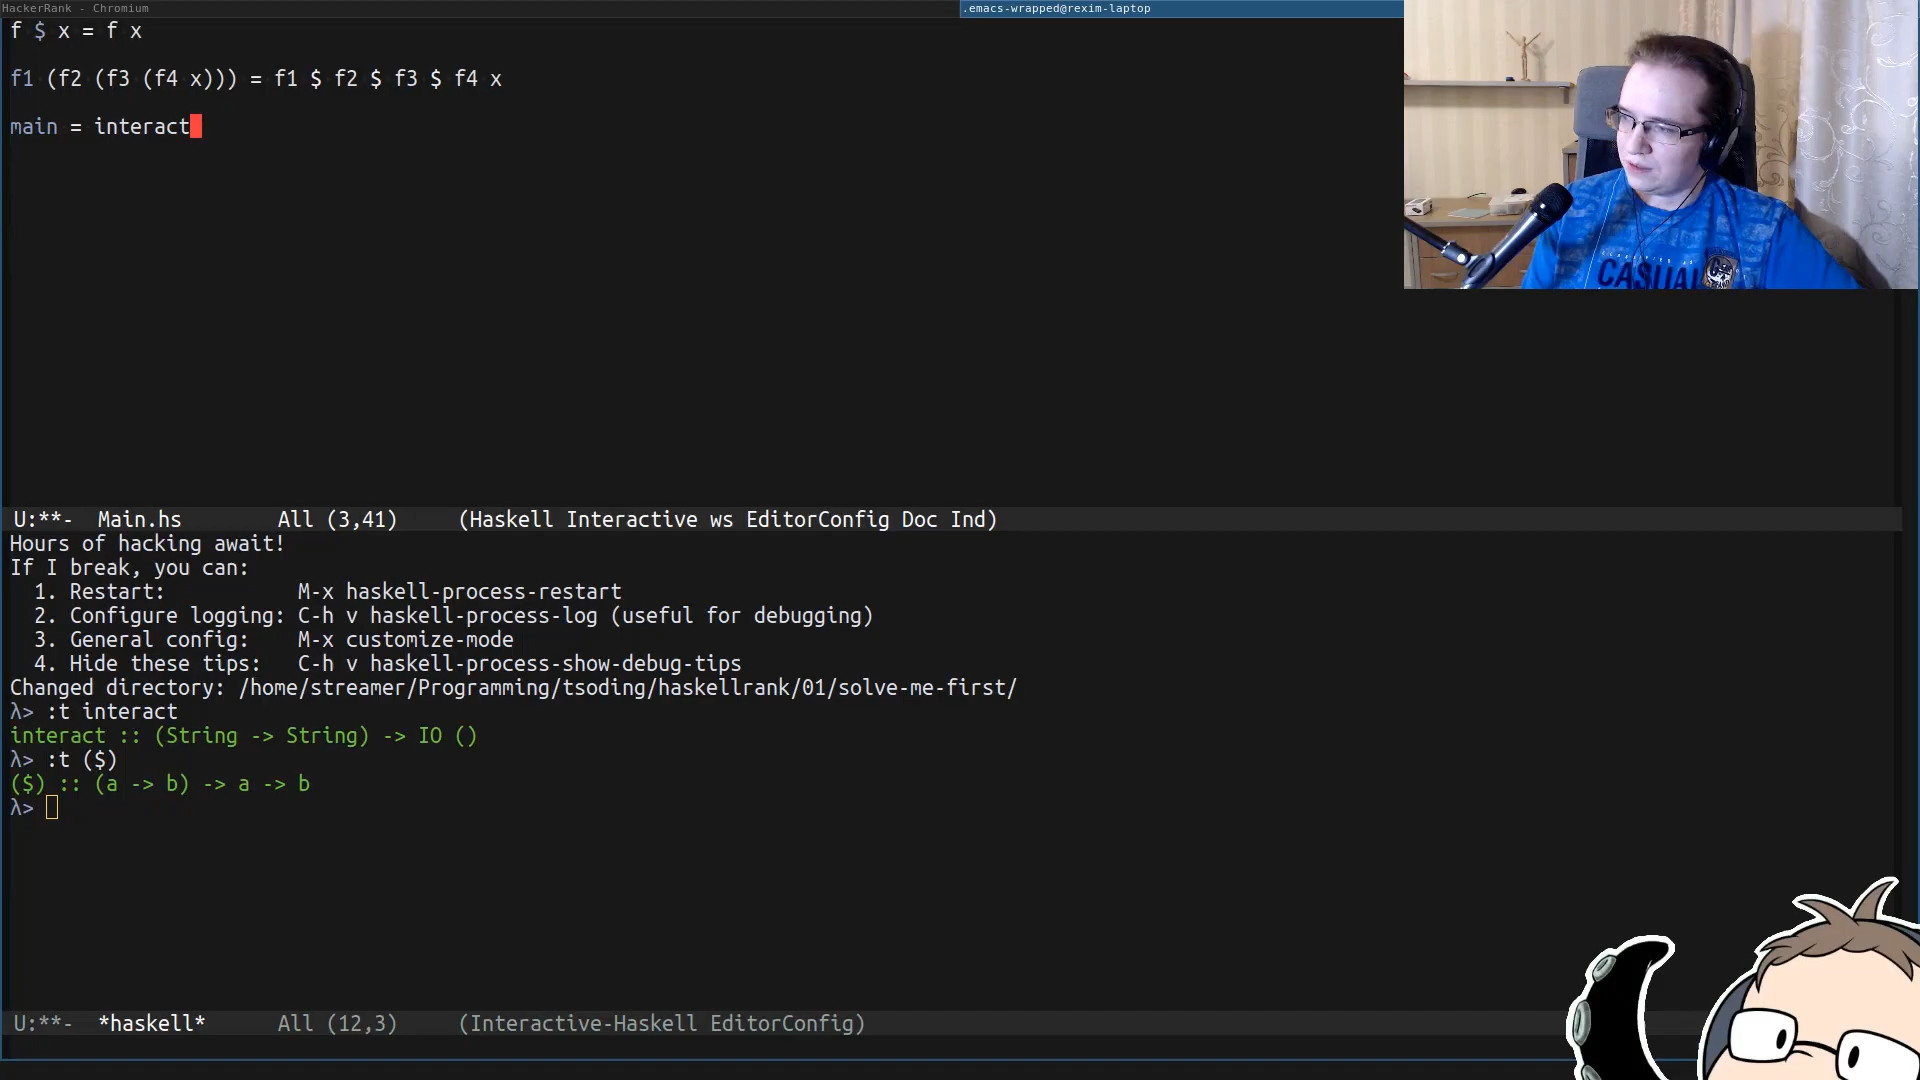 HackerRank - Chromium
.emacs-wrapped@rexim-laptop
f $ x = f x
f1 (f2 (f3 (f4 x))) = f1 $ f2 $ f3 $ f4 x
main = interact
CASUAL
U:**-  Main.hs        All (3,41)     (Haskell Interactive ws EditorConfig Doc Ind)
Hours of hacking await!
If I break, you can:
  1. Restart:           M-x haskell-process-restart
  2. Configure logging: C-h v haskell-process-log (useful for debugging)
  3. General config:    M-x customize-mode
  4. Hide these tips:   C-h v haskell-process-show-debug-tips
Changed directory: /home/streamer/Programming/tsoding/haskellrank/01/solve-me-first/
λ> :t interact
interact :: (String -> String) -> IO ()
λ> :t ($)
($) :: (a -> b) -> a -> b
λ>
U:**-  *haskell*      All (12,3)     (Interactive-Haskell EditorConfig)